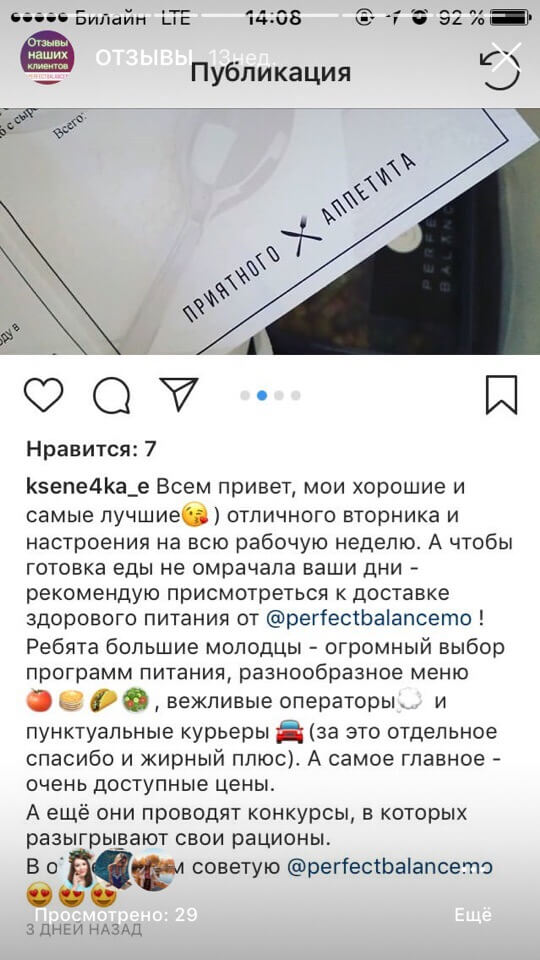 Билайн LTE 14:08 92 %
Отзывы
наших
клиентов
PERFECTBALANCE
ОТЗЫВЫ 13нед.
Публикация
б с сыро
Всего:
ПРИЯТНОГО АППЕТИТА
PERFE
BALANC
Нравится: 7
ksene4ka_e Всем привет, мои хорошие и
самые лучшие😘 ) отличного вторника и
настроения на всю рабочую неделю. А чтобы
готовка еды не омрачала ваши дни -
рекомендую присмотреться к доставке
здорового питания от @perfectbalancemo !
Ребята большие молодцы - огромный выбор
программ питания, разнообразное меню
🍅🥞🌮🥗, вежливые операторы💭 и
пунктуальные курьеры 🚘 (за это отдельное
спасибо и жирный плюс). А самое главное -
очень доступные цены.
А ещё они проводят конкурсы, в которых
разыгрывают свои рационы.
В советую @perfectbalancemo
😍😍😍
Просмотрено: 29 Ещё
3 ДНЕЙ НАЗАД